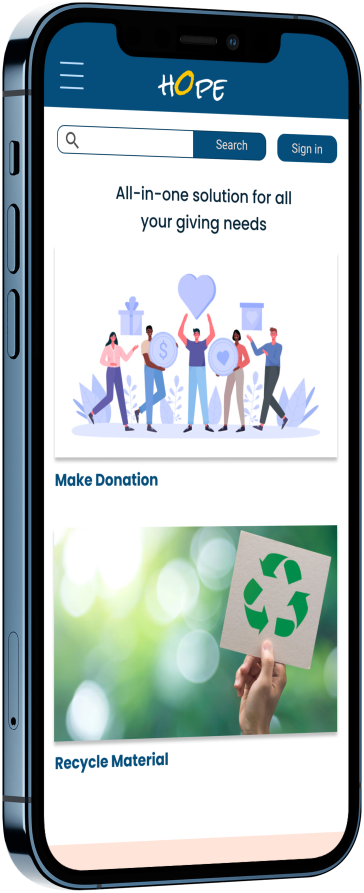 HOPE
Search
Sign in
All-in-one solution for all
your giving needs
$
Make Donation
Recycle Material